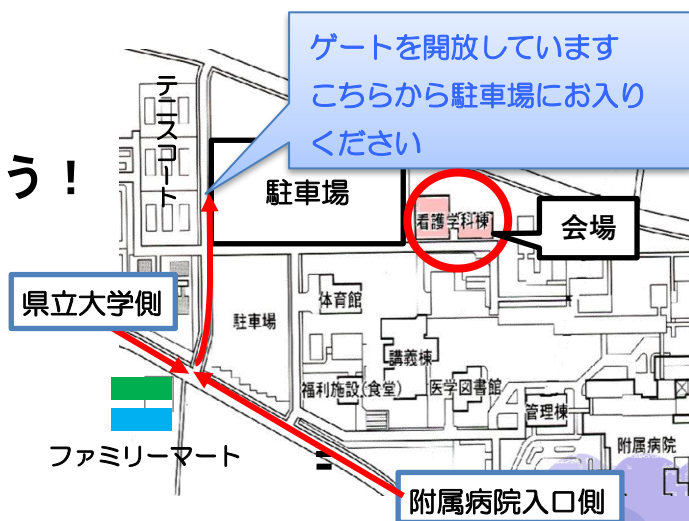 ゲートを開放しています
こちらから駐車場にお入り
ください
う！
テニスコート
駐車場
看護学科棟
会場
県立大学側
駐車場
体育館
講義棟
福利施設(食堂)
医学図書館
管理棟
附属病院
ファミリーマート
附属病院入口側